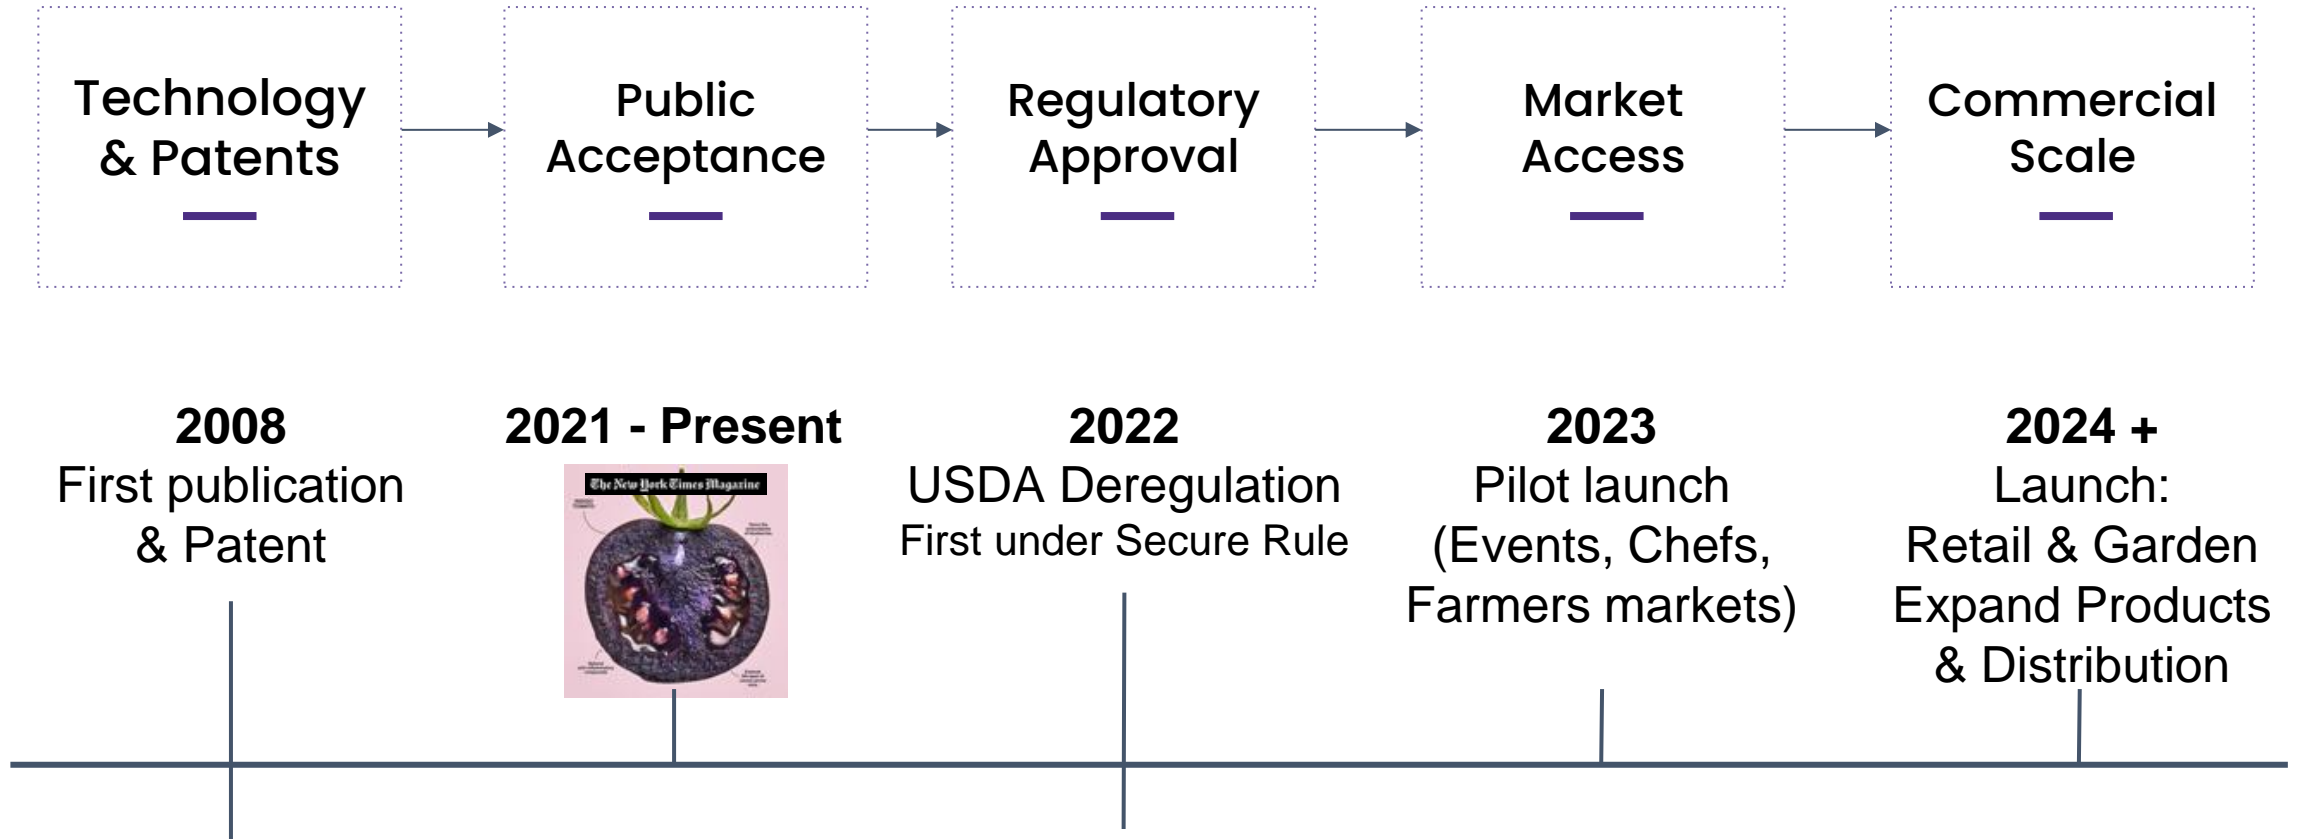 Technology
& Patents
Public
Acceptance
Regulatory
Approval
Market
Access
Commercial
Scale
2008
First publication
& Patent
2021 - Present
The New York Times Magazine
2022
USDA Deregulation
First under Secure Rule
2023
Pilot launch
(Events, Chefs,
Farmers markets)
2024 +
Launch:
Retail & Garden
Expand Products
& Distribution